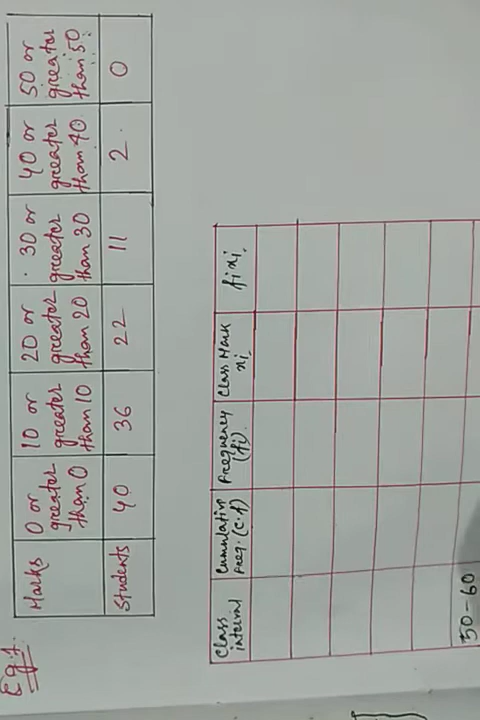 Eg.1
Marks
0 or
greater
than 0
10 or
greater
than 10
20 or
greater
than 20
30 or
greater
than 30
40 or
greater
than 40
50 or
greater
than 50
Students
40
36
22
11
2
0
Class
interval
Cumulative
Freq. (c.f)
Frequency
(fi)
Class Mark
xi
fixi
50-60